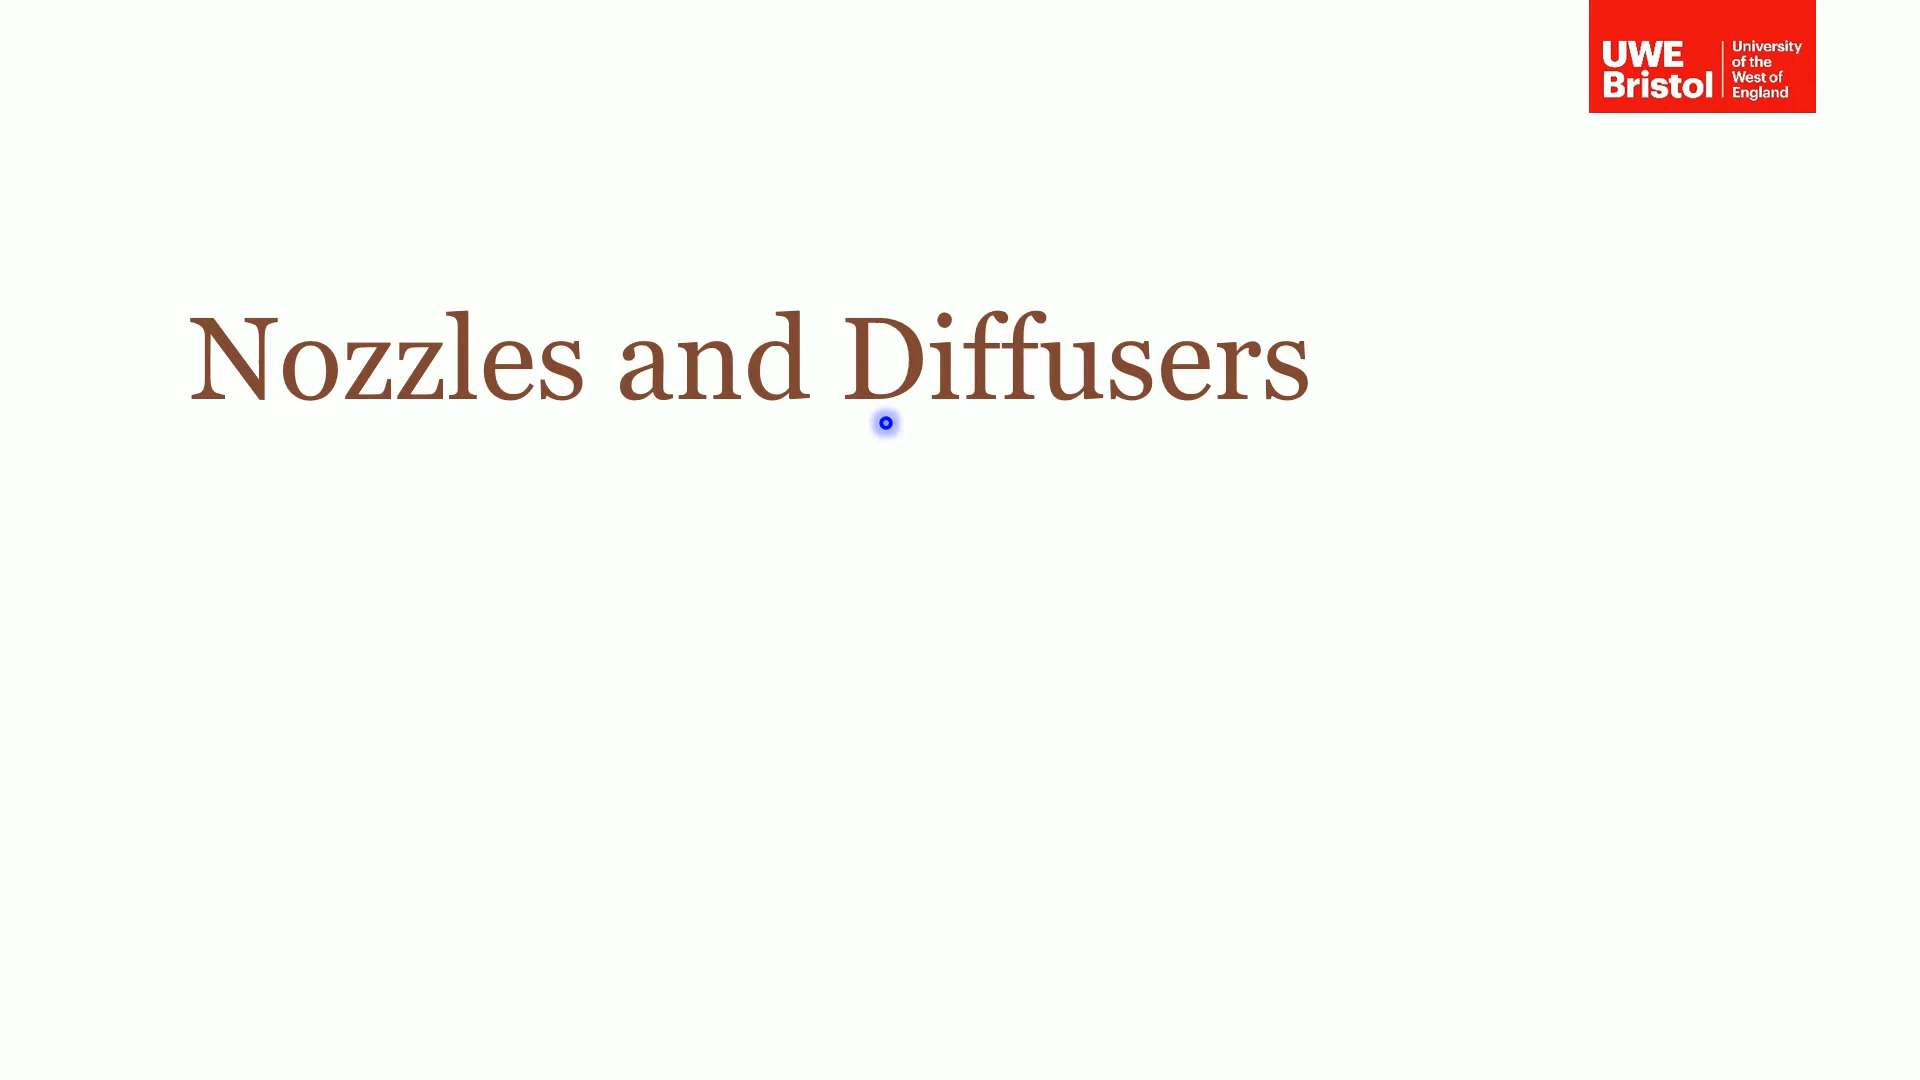 UWE
Bristol
University
of the
West of
England
Nozzles and Diffusers